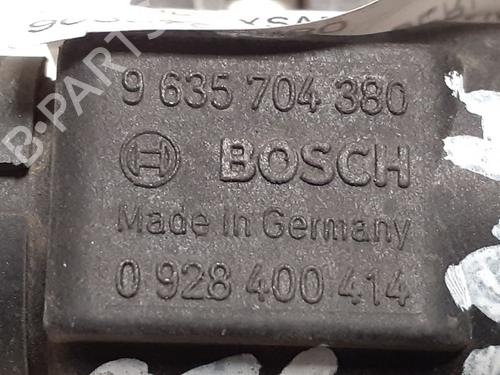 9 635 704 380
BOSCH
Made in Germany
0 928 400 414
B-PARTS